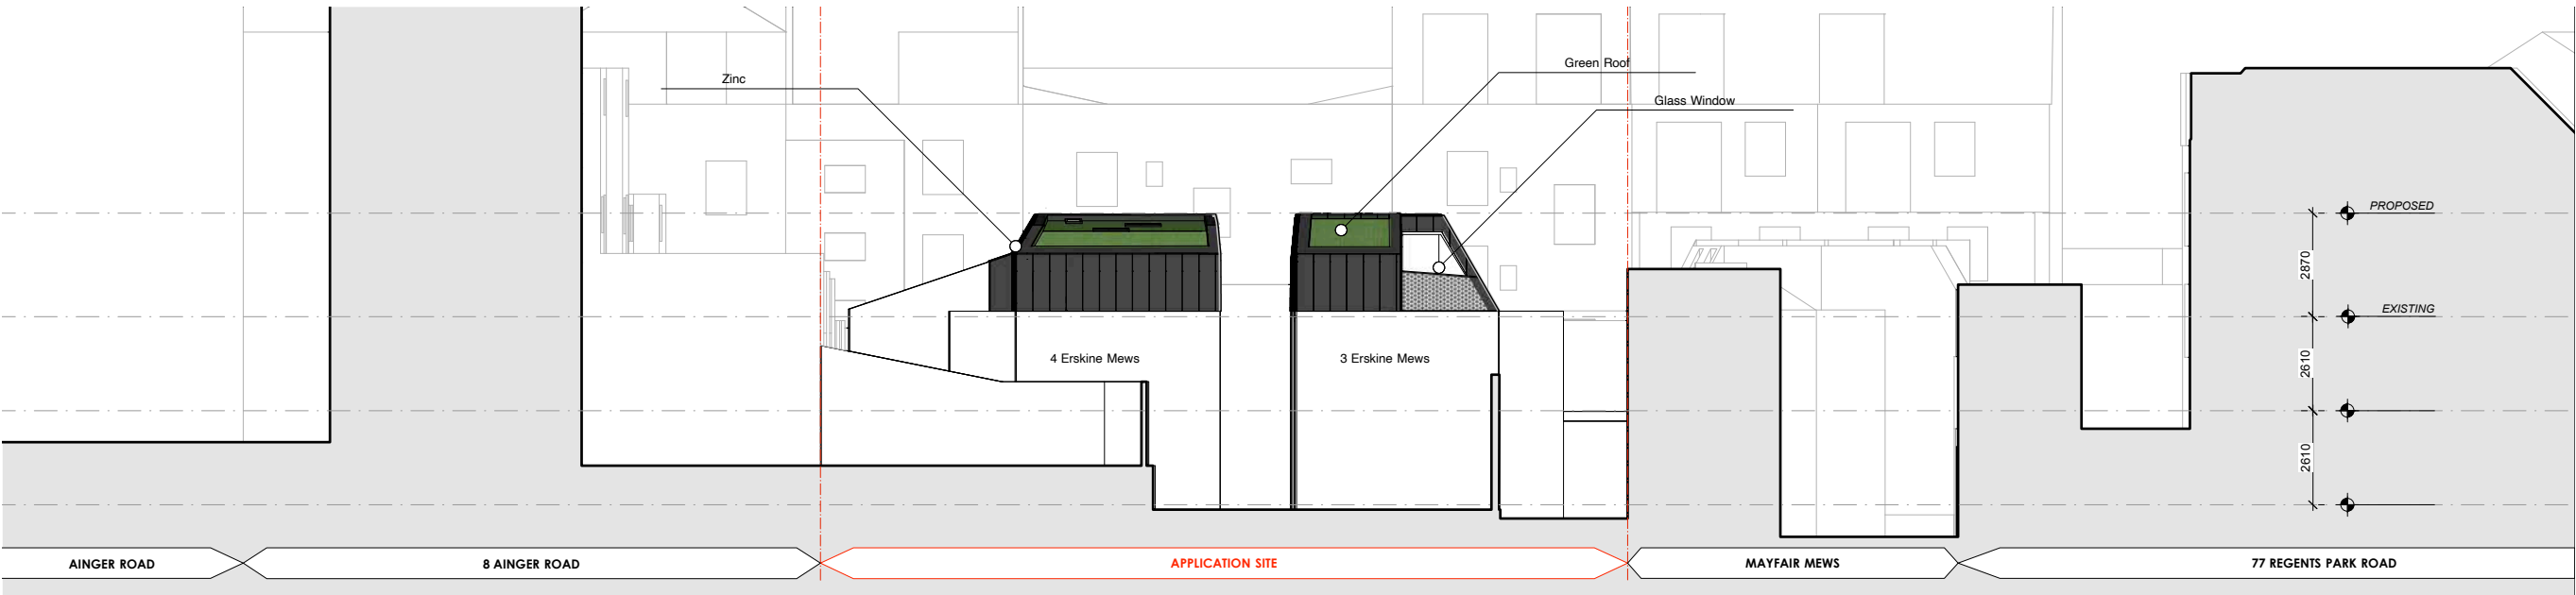 Zinc
Green Roof
Glass Window
PROPOSED
2870
EXISTING
4 Erskine Mews
3 Erskine Mews
2610
2610
AINGER ROAD
8 AINGER ROAD
APPLICATION SITE
MAYFAIR MEWS
77 REGENTS PARK ROAD